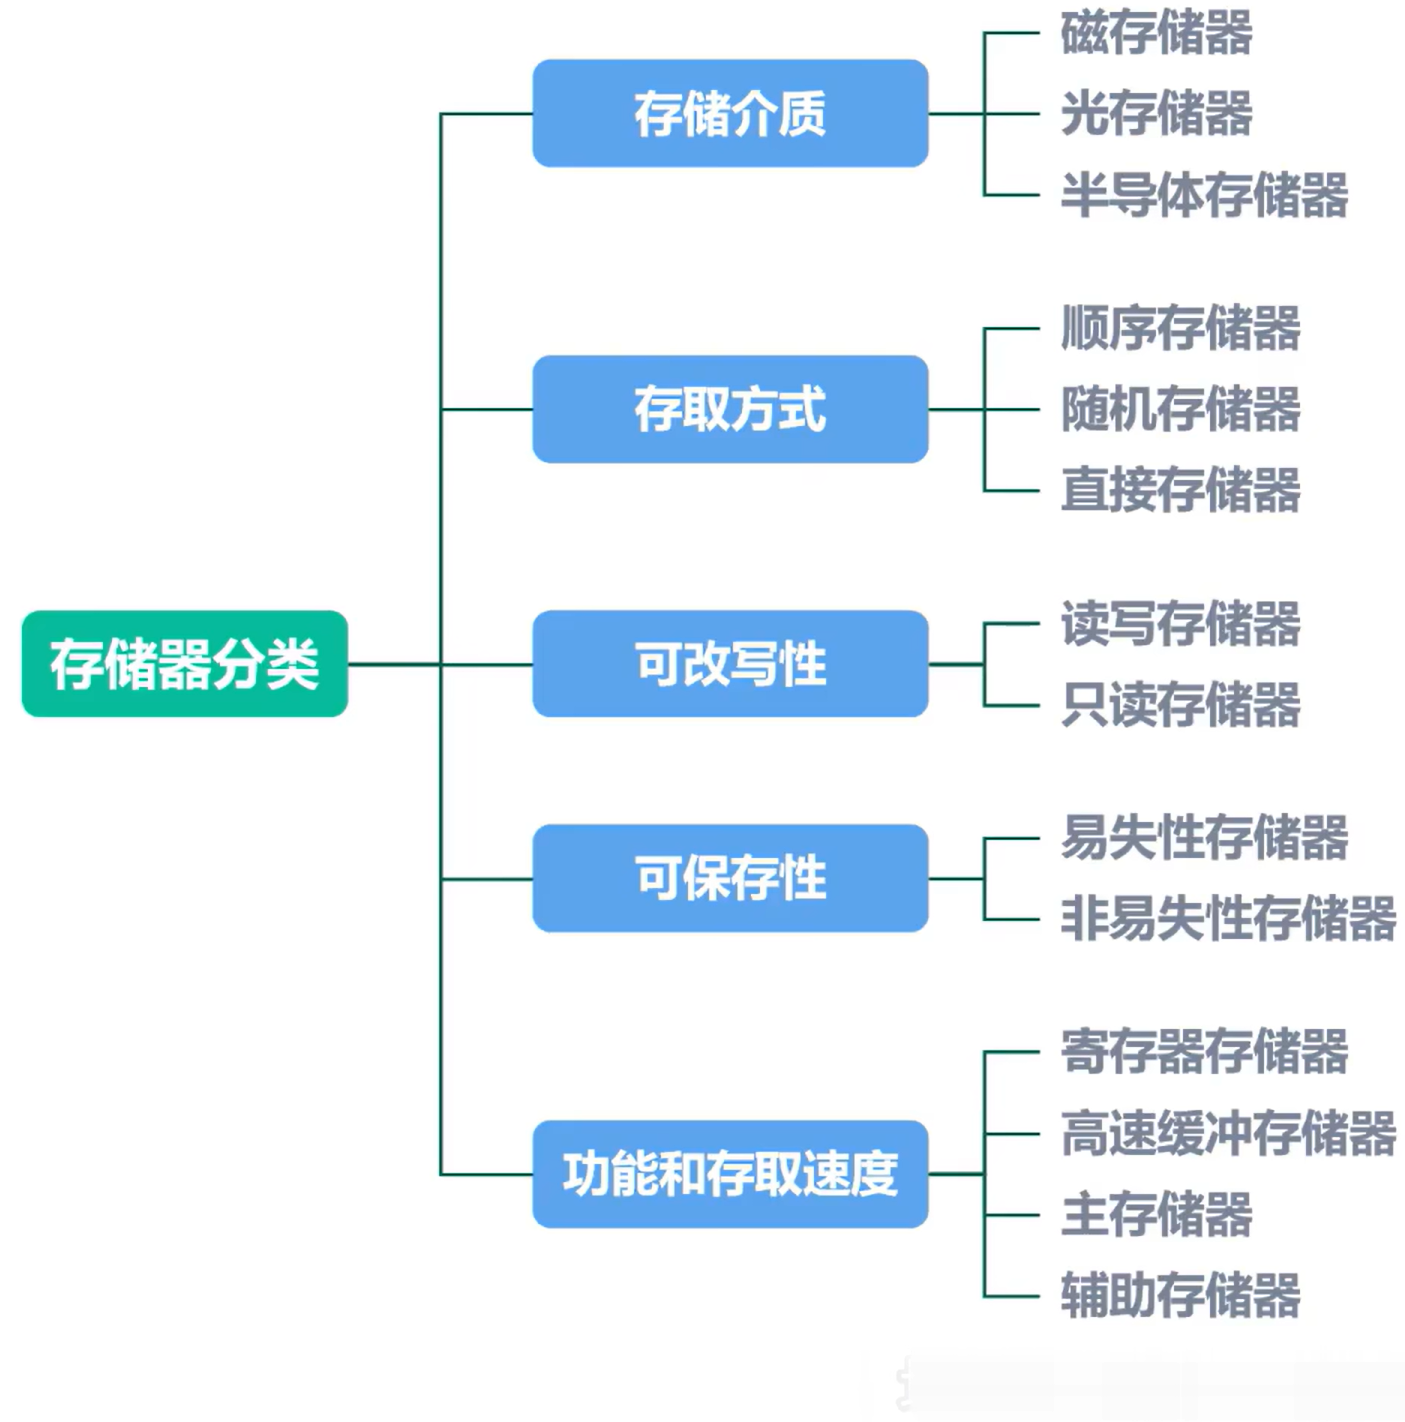 存储器分类
存储介质
磁存储器
光存储器
半导体存储器
存取方式
顺序存储器
随机存储器
直接存储器
可改写性
读写存储器
只读存储器
可保存性
易失性存储器
非易失性存储器
功能和存取速度
寄存器存储器
高速缓冲存储器
主存储器
辅助存储器